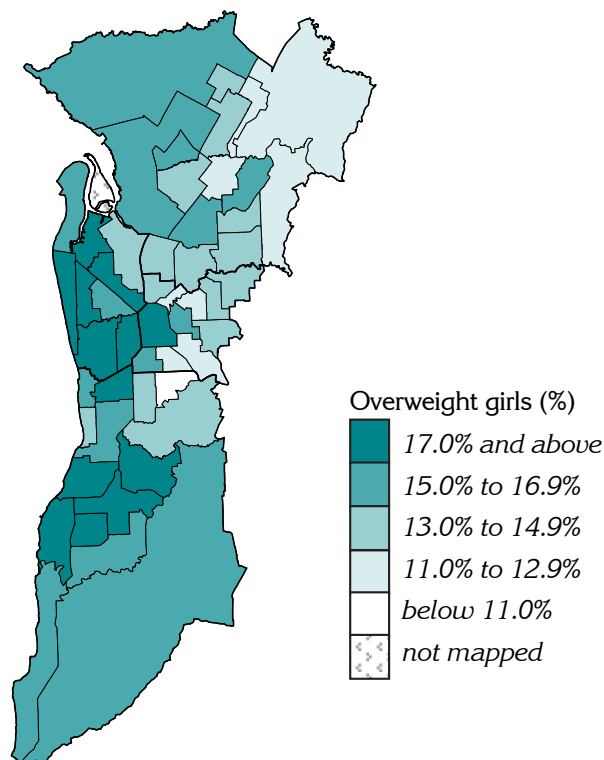 Overweight girls (%)
17.0% and above
15.0% to 16.9%
13.0% to 14.9%
11.0% to 12.9%
below 11.0%
not mapped